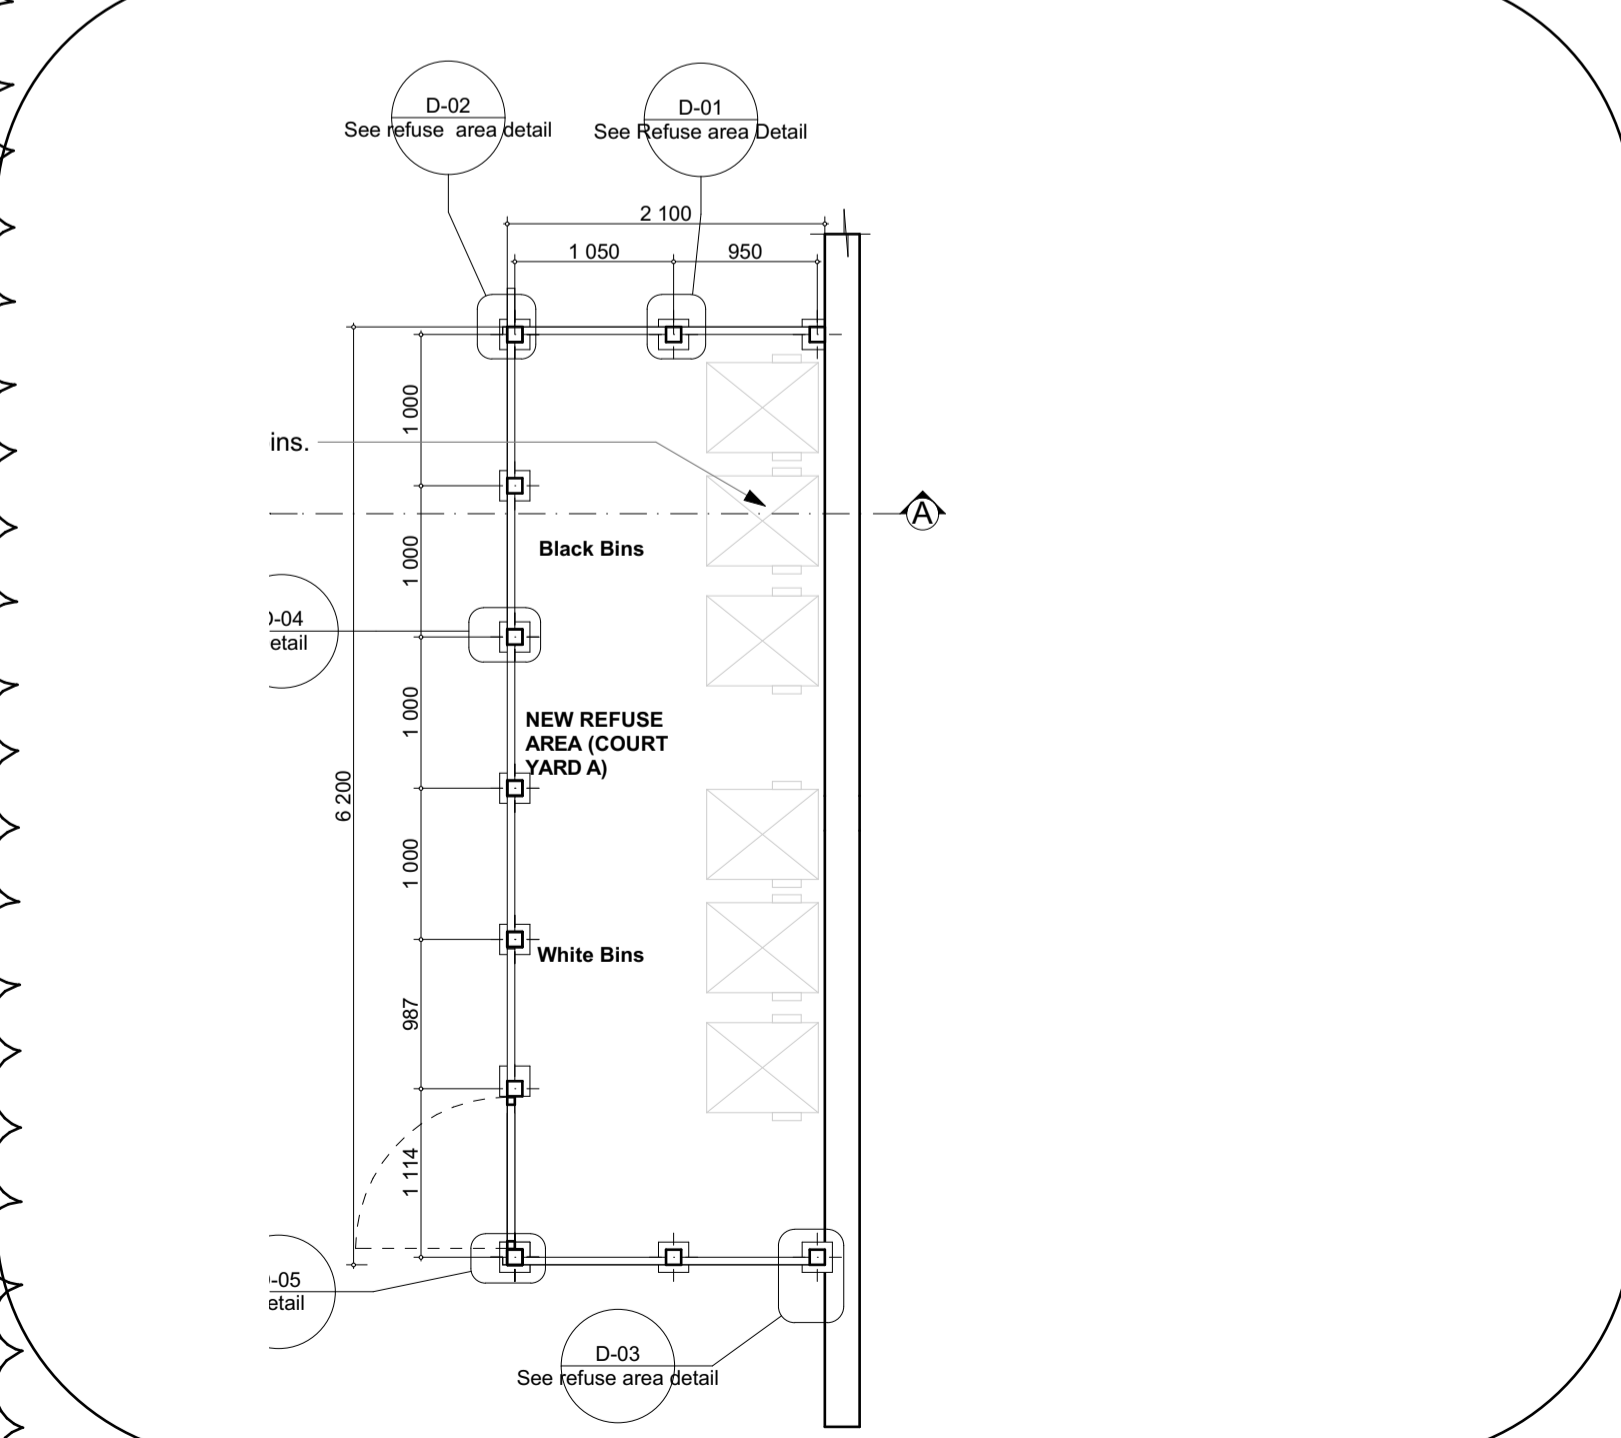 D-02
See refuse  area detail
D-01
See Refuse area Detail
2 100
1 050
950
1 000
ins.
A
1 000
Black Bins
-04
etail
1 000
NEW REFUSE
AREA (COURT
YARD A)
6 200
1 000
White Bins
987
1 114
-05
etail
D-03
See refuse area detail